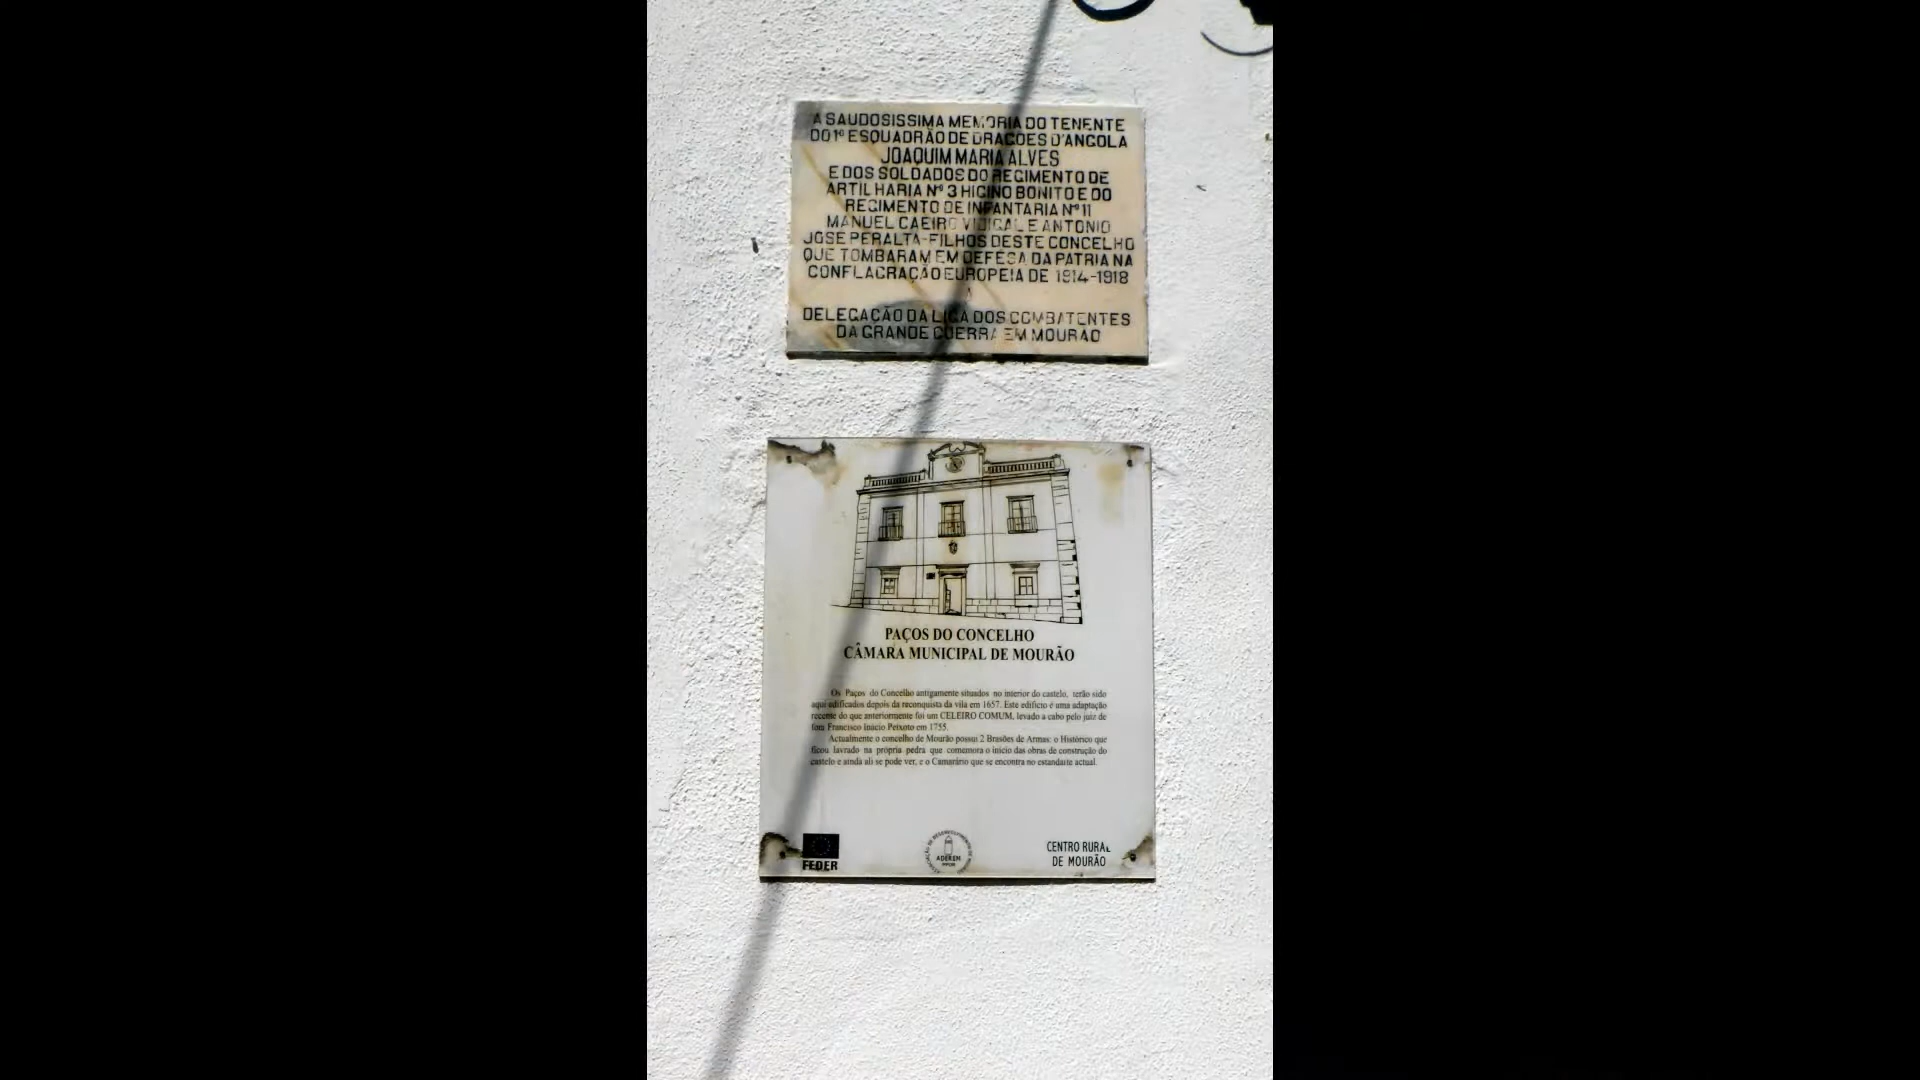 A SAUDOSISSIMA MEMORIA DO TENENTE
DO 1º ESQUADRÃO DE DRAGÕES D'ANGOLA
JOAQUIM MARIA ALVES
E DOS SOLDADOS DO REGIMENTO DE
ARTILHARIA Nº 3 HIGINO BONITO E DO
REGIMENTO DE INFANTARIA Nº 11
MANUEL CAEIRO VIDIGAL E ANTONIO
JOSE PERALTA-FILHOS DESTE CONCELHO
QUE TOMBARAM EM DEFESA DA PATRIA NA
CONFLAGRAÇÃO EUROPEIA DE 1914-1918
A
DELEGAÇÃO DA LIGA DOS COMBATENTES
DA GRANDE GUERRA EM MOURÃO
PAÇOS DO CONCELHO
CÂMARA MUNICIPAL DE MOURÃO
Os Paços do Concelho antigamente situados no interior do castelo, terão sido
aqui edificados depois da reconquista da vila em 1657. Este edifício é uma adaptação
recente do que anteriormente foi um CELEIRO COMUM, levado a cabo pelo juiz de
fora Francisco Inácio Peixoto em 1755.
Actualmente o concelho de Mourão possui 2 Brasões de Armas: o Histórico que
ficou lavrado na própria pedra que comemora o início das obras de construção do
castelo e ainda ali se pode ver, e o Camarário que se encontra no estandarte actual.
FEDER
ADEREM
CENTRO RURAL
DE MOURÃO